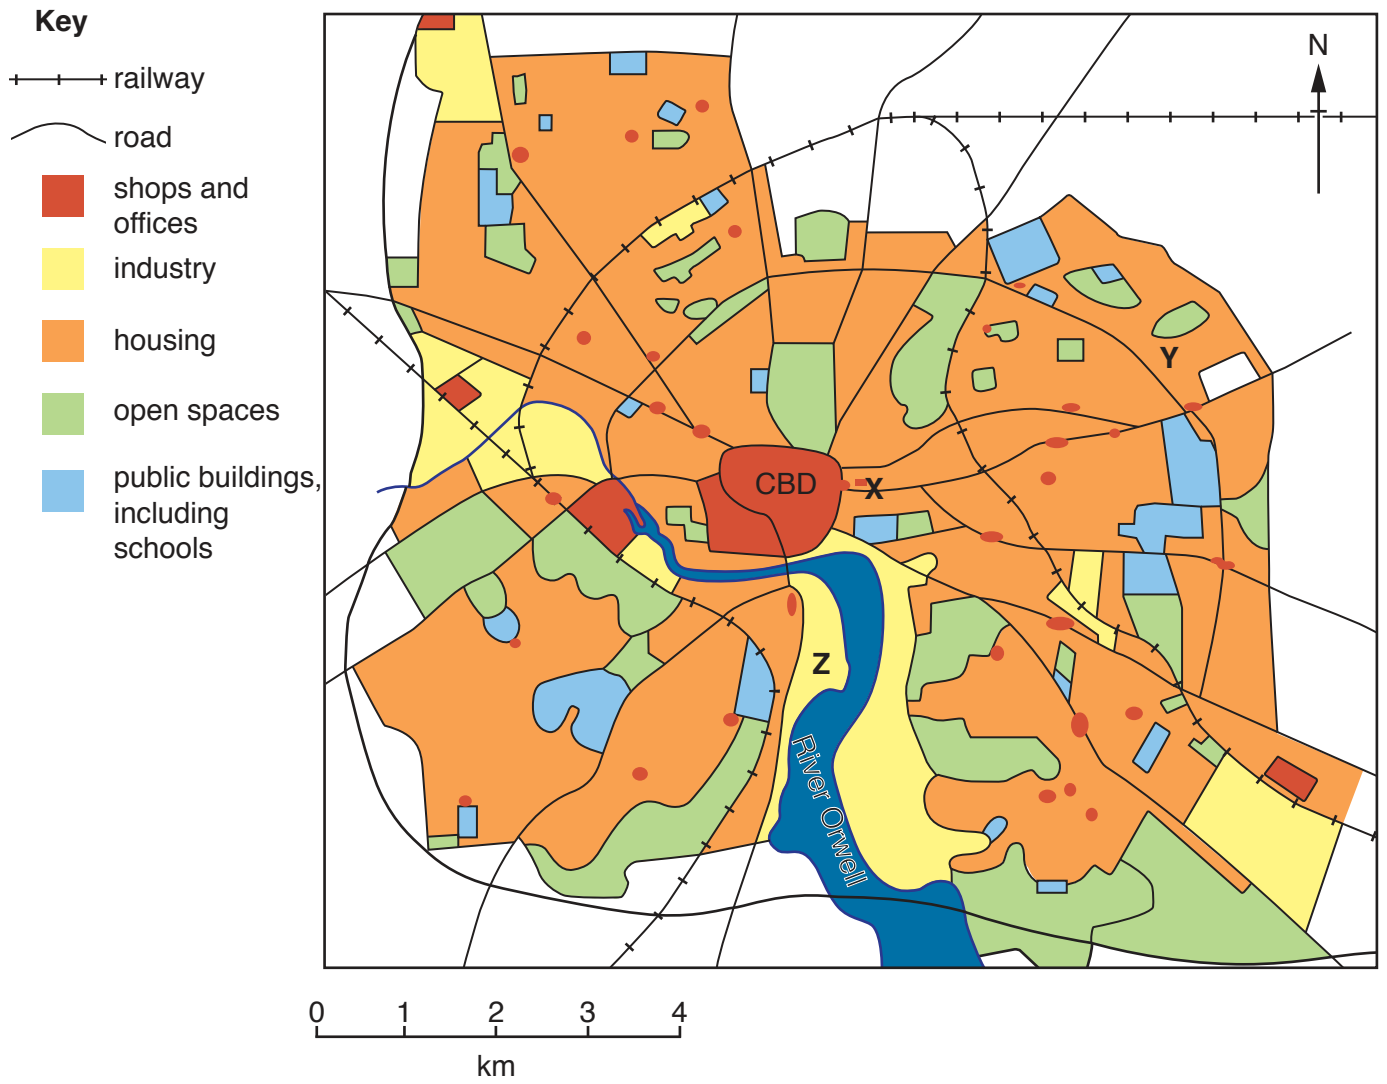 Key
railway
road
shops and
offices
industry
housing
open spaces
public buildings,
including
schools
N
Y
CBD
X
Z
River Orwell
0 1 2 3 4
km